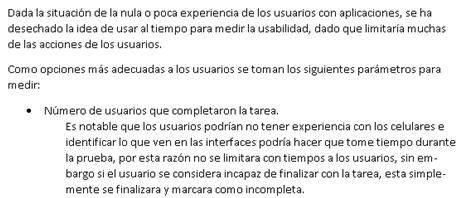 Dada la situación de la nula o poca experiencia de los usuarios con aplicaciones, se ha
desechado la idea de usar al tiempo para medir la usabilidad, dado que limitaría muchas
de las acciones de los usuarios.
Como opciones más adecuadas a los usuarios se toman los siguientes parámetros para
medir:
• Número de usuarios que completaron la tarea.
Es notable que los usuarios podrían no tener experiencia con los celulares e
identificar lo que ven en las interfaces podría hacer que tome tiempo durante
la prueba, por esta razón no se limitara con tiempos a los usuarios, sin em-
bargo si el usuario se considera incapaz de finalizar con la tarea, esta simple-
mente se finalizara y marcara como incompleta.